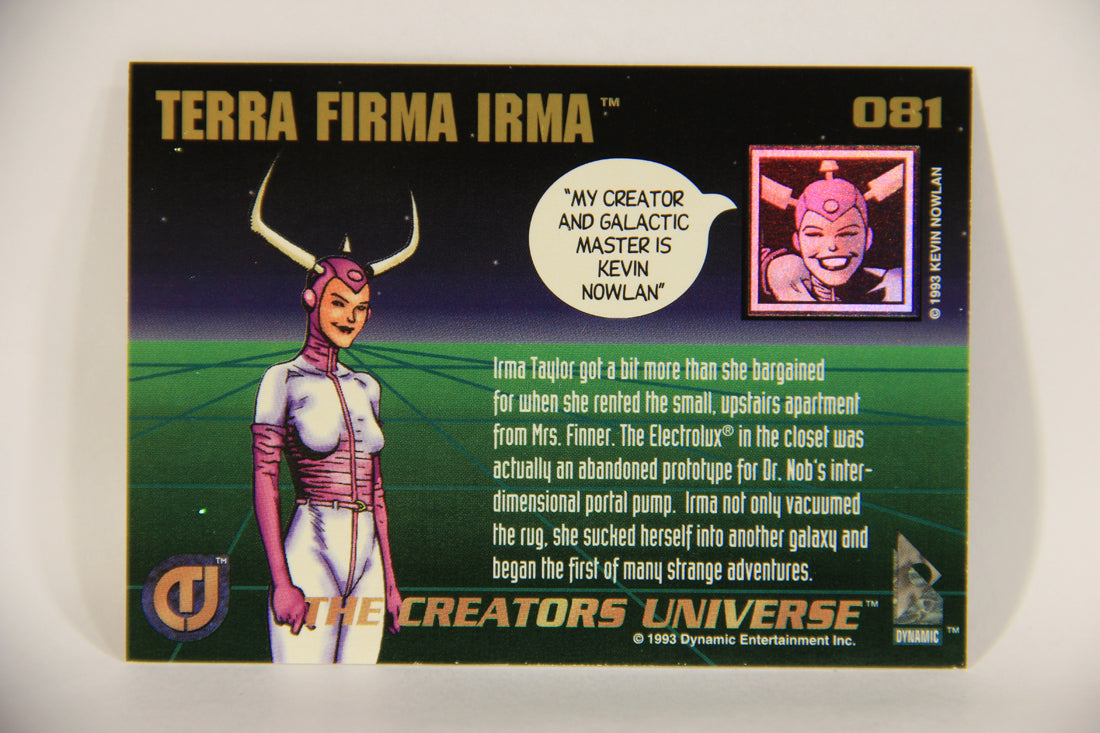 TERRA FIRMA IRMA™
081
"MY CREATOR
AND GALACTIC
MASTER IS
KEVIN
NOWLAN"
© 1993 KEVIN NOWLAN
Irma Taylor got a bit more than she bargained
for when she rented the small, upstairs apartment
from Mrs. Finner. The Electrolux® in the closet was
actually an abandoned prototype for Dr. Nob's inter-
dimensional portal pump. Irma not only vacuumed
the rug, she sucked herself into another galaxy and
began the first of many strange adventures.
™
THE CREATORS UNIVERSE™
© 1993 Dynamic Entertainment Inc.
DYNAMIC ™